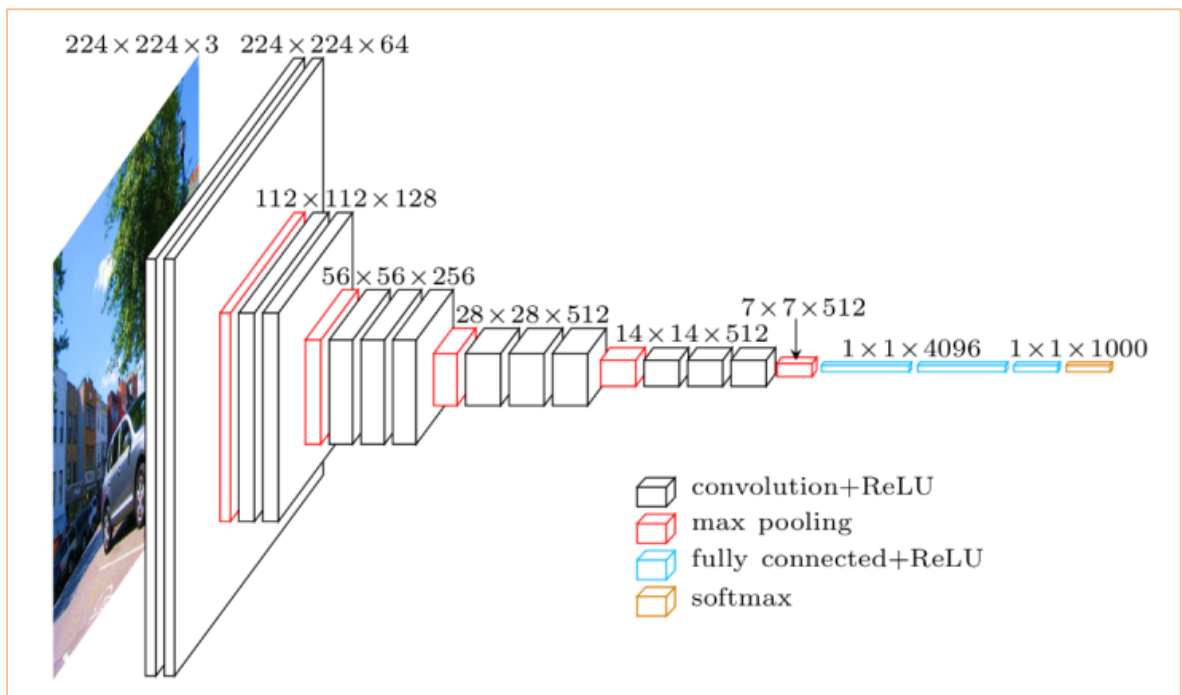 224×224×3
224×224×64
112×112×128
56×56×256
28×28×512
14×14×512
7×7×512
1×1×4096
1×1×1000
convolution+ReLU
max pooling
fully connected+ReLU
softmax